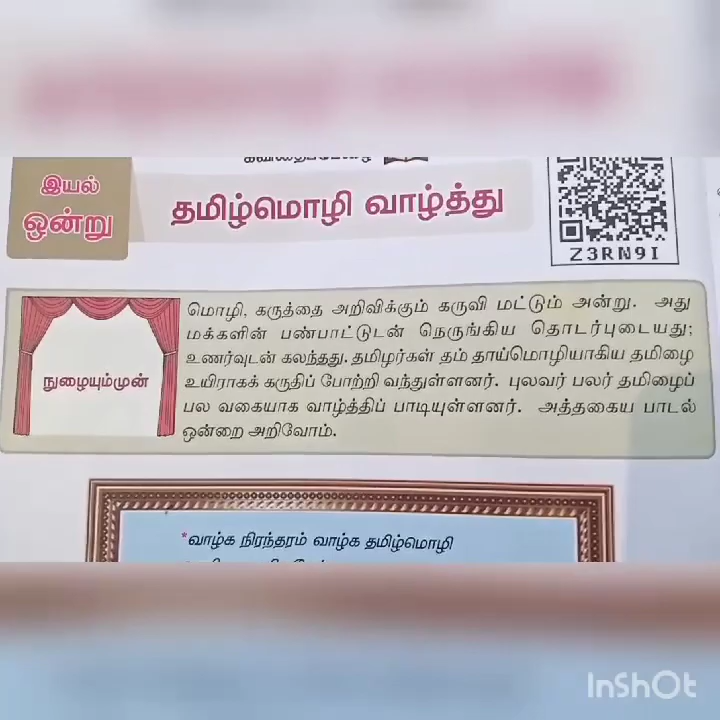 இயல்
ஒன்று
தமிழ்மொழி வாழ்த்து
Z3RN9I
நுழையும்முன்
மொழி, கருத்தை அறிவிக்கும் கருவி மட்டும் அன்று. அது
மக்களின் பண்பாட்டுடன் நெருங்கிய தொடர்புடையது;
உணர்வுடன் கலந்தது. தமிழர்கள் தம் தாய்மொழியாகிய தமிழை
உயிராகக் கருதிப் போற்றி வந்துள்ளனர். புலவர் பலர் தமிழைப்
பல வகையாக வாழ்த்திப் பாடியுள்ளனர். அத்தகைய பாடல்
ஒன்றை அறிவோம்.
*வாழ்க நிரந்தரம் வாழ்க தமிழ்மொழி
InShOt